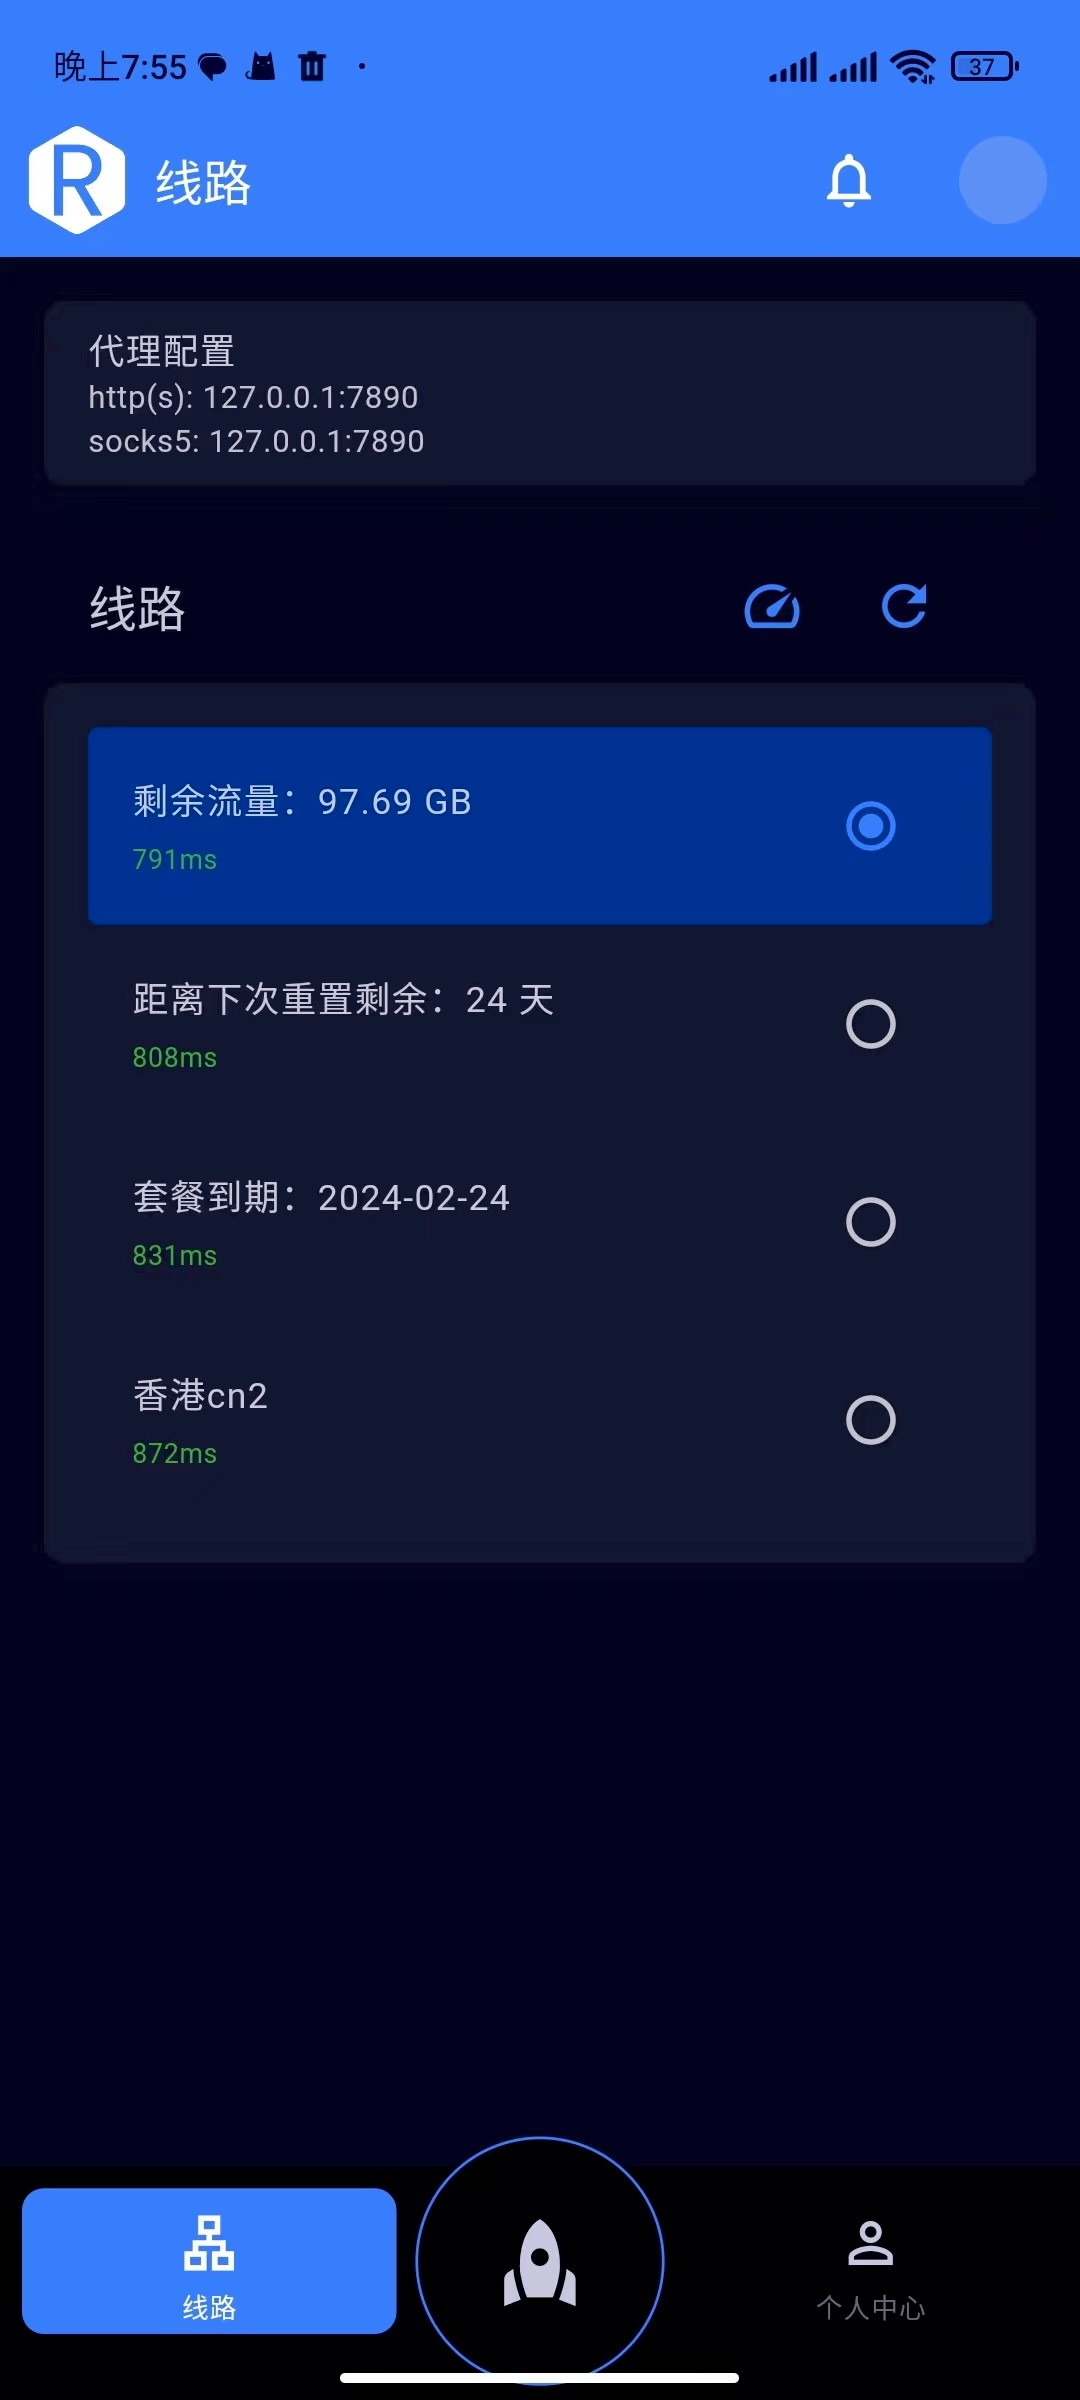 晚上7:55
37
R 线路
代理配置
http(s): 127.0.0.1:7890
socks5: 127.0.0.1:7890
线路
剩余流量：97.69 GB
791ms
距离下次重置剩余：24 天
808ms
套餐到期：2024-02-24
831ms
香港cn2
872ms
线路
个人中心